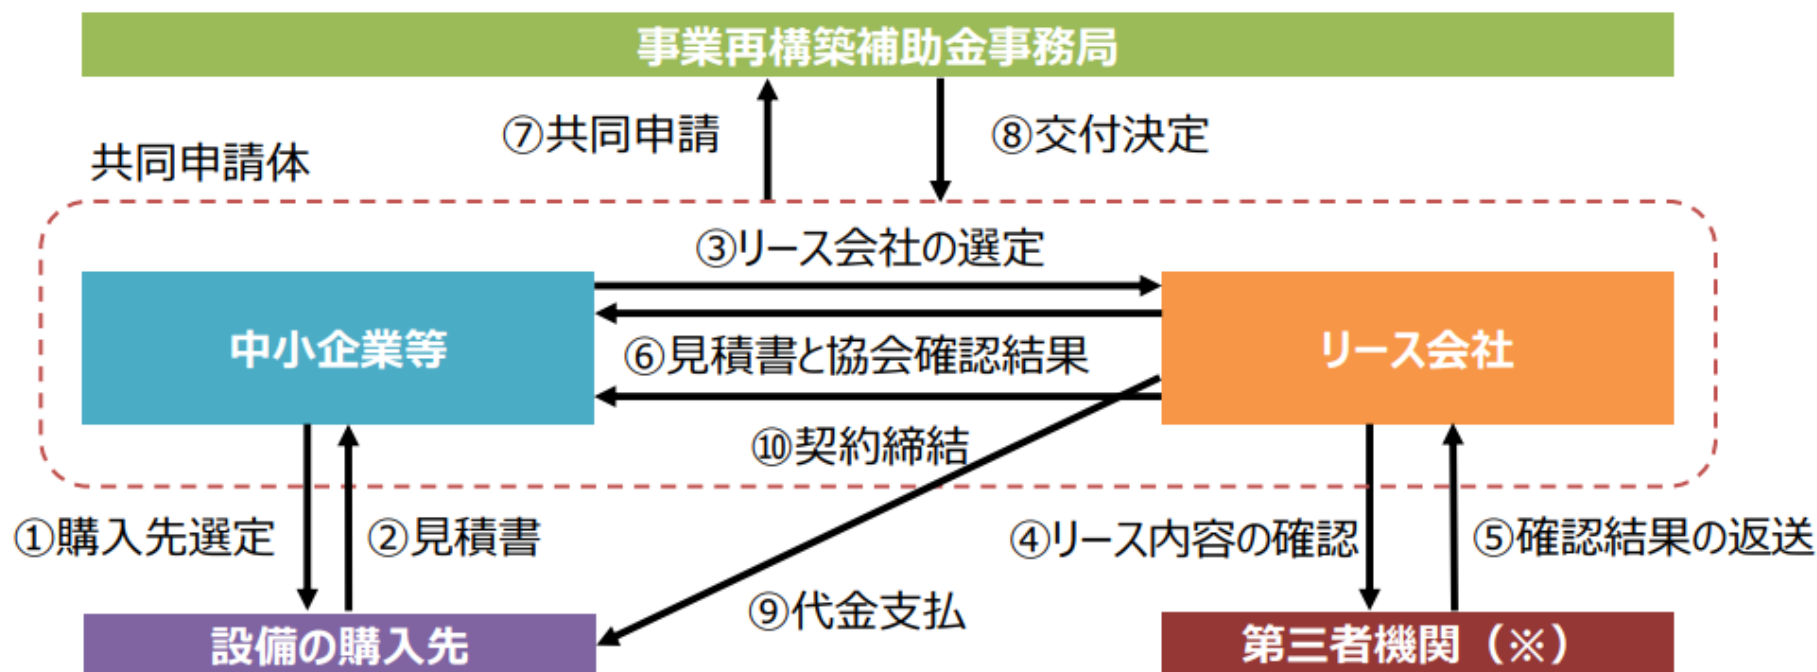 事業再構築補助金事務局
⑦共同申請
⑧交付決定
共同申請体
③リース会社の選定
中小企業等
リース会社
⑥見積書と協会確認結果
⑩契約締結
①購入先選定
②見積書
④リース内容の確認
⑤確認結果の返送
⑨代金支払
設備の購入先
第三者機関（※）